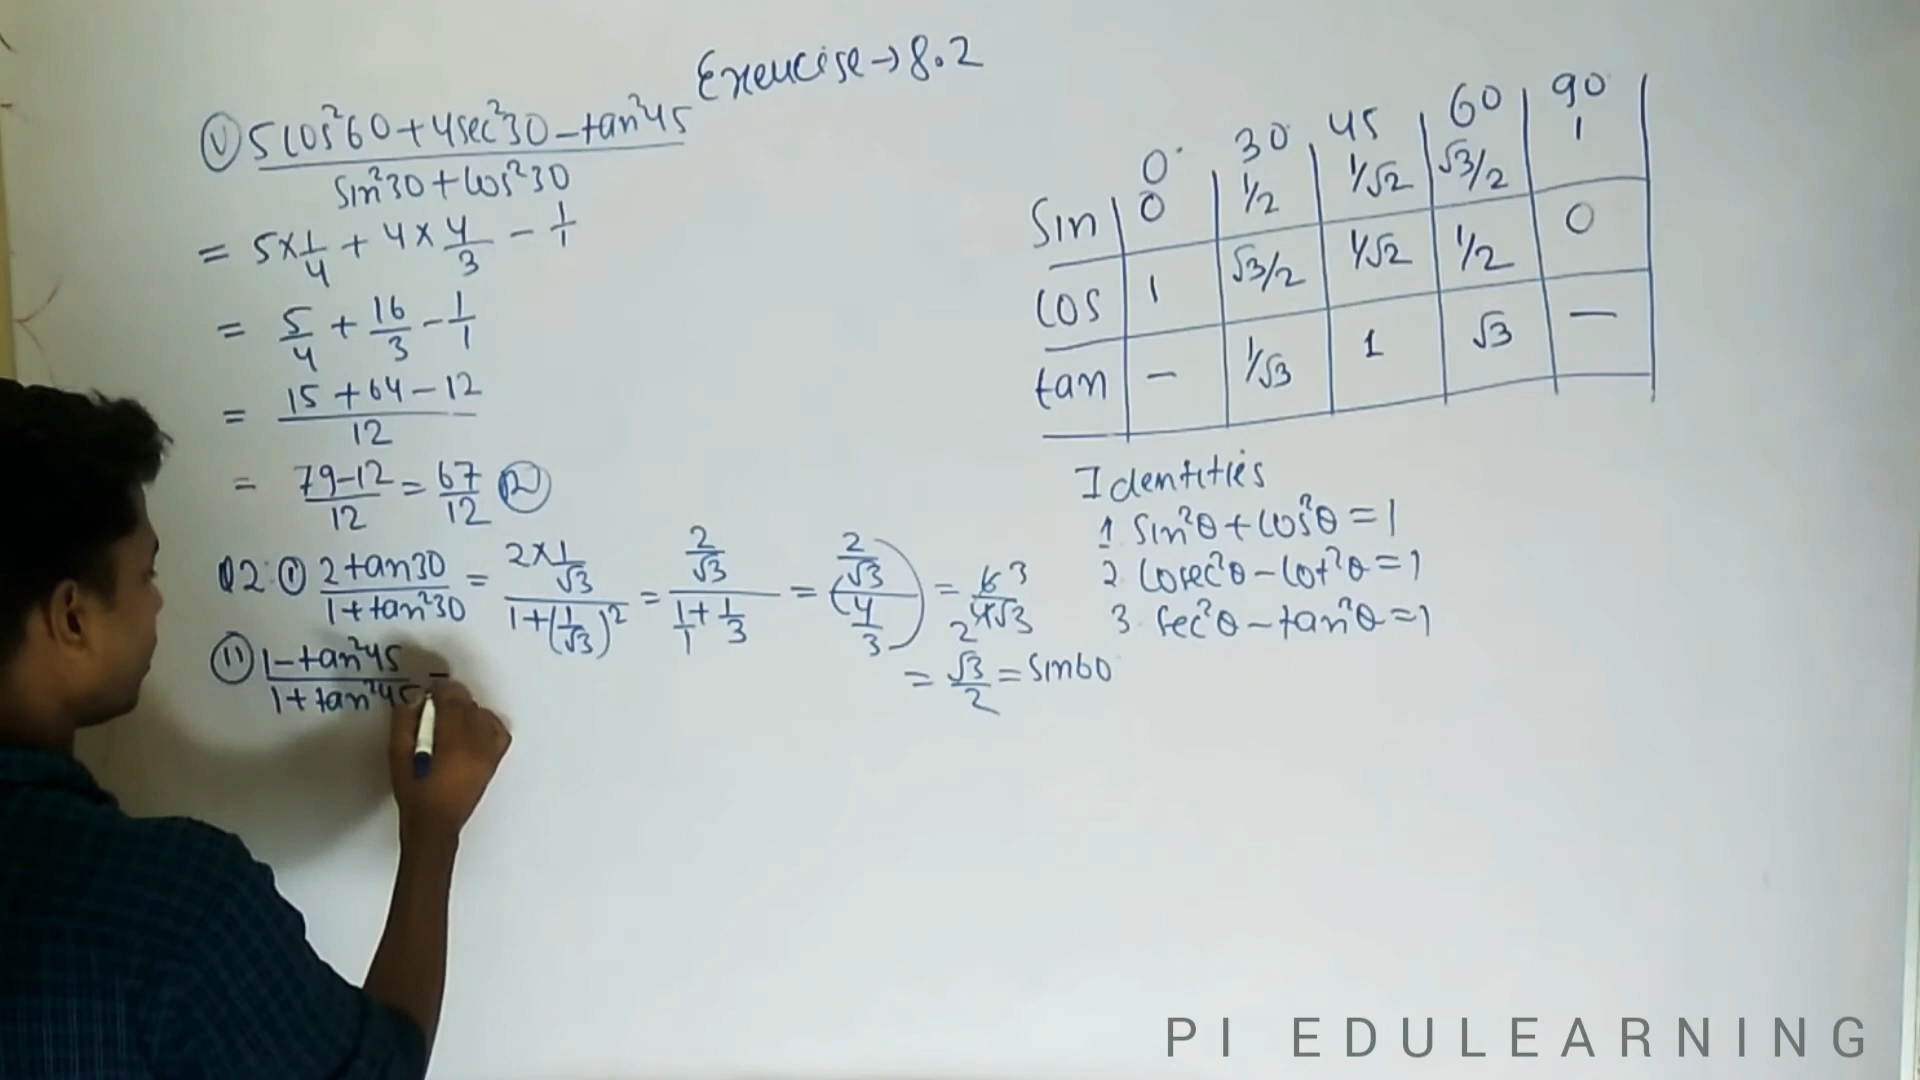 Exercise→8.2
(v) 5cos²60+4sec²30-tan²45
sin²30+cos²30
= 5×1/4 + 4×4/3 - 1/1
= 5/4 + 16/3 - 1/1
= 15+64-12
12
= 79-12/12 = 67/12
Q2. (i) 2tan30/1+tan²30 = 2×1/√3/1+(1/√3)² = 2/√3/1/1+1/3 = (2/√3/4/3) = 6 3/2 4√3
= √3/2 = sin60
(ii) 1-tan²45
1+tan²45 =
0° 30 45 60 90
Sin 0 1/2 1/√2 √3/2 1
cos 1 √3/2 1/√2 1/2 0
tan - 1/√3 1 √3 —
Identities
1. sin²θ+cos²θ=1
2. cosec²θ-cot²θ=1
3. sec²θ-tan²θ=1
PI EDULEARNING